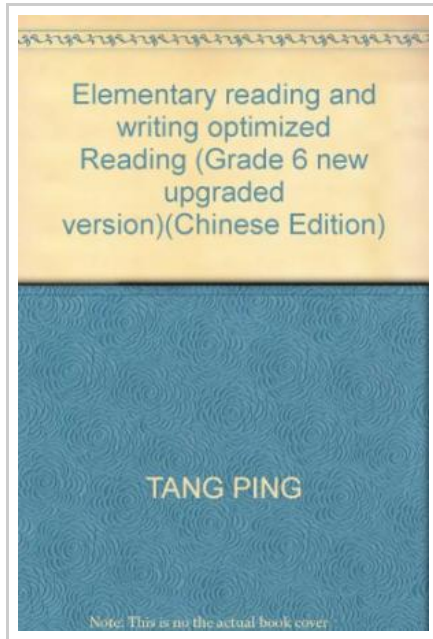 Elementary reading and
writing optimized
Reading (Grade 6 new
upgraded
version)(Chinese Edition)
TANG PING
Note: This is no the actual book cover